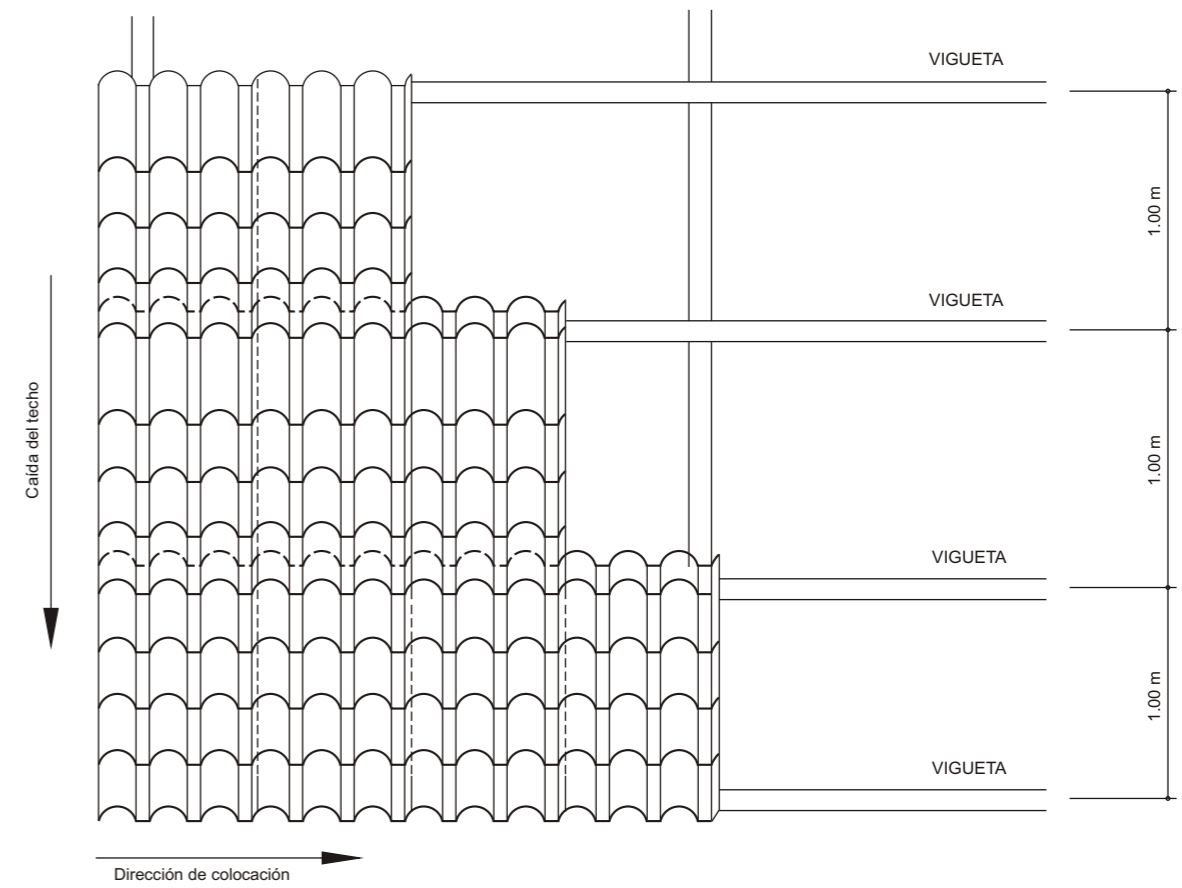 VIGUETA
1.00 m
VIGUETA
Caída del techo
1.00 m
VIGUETA
1.00 m
VIGUETA
Dirección de colocación